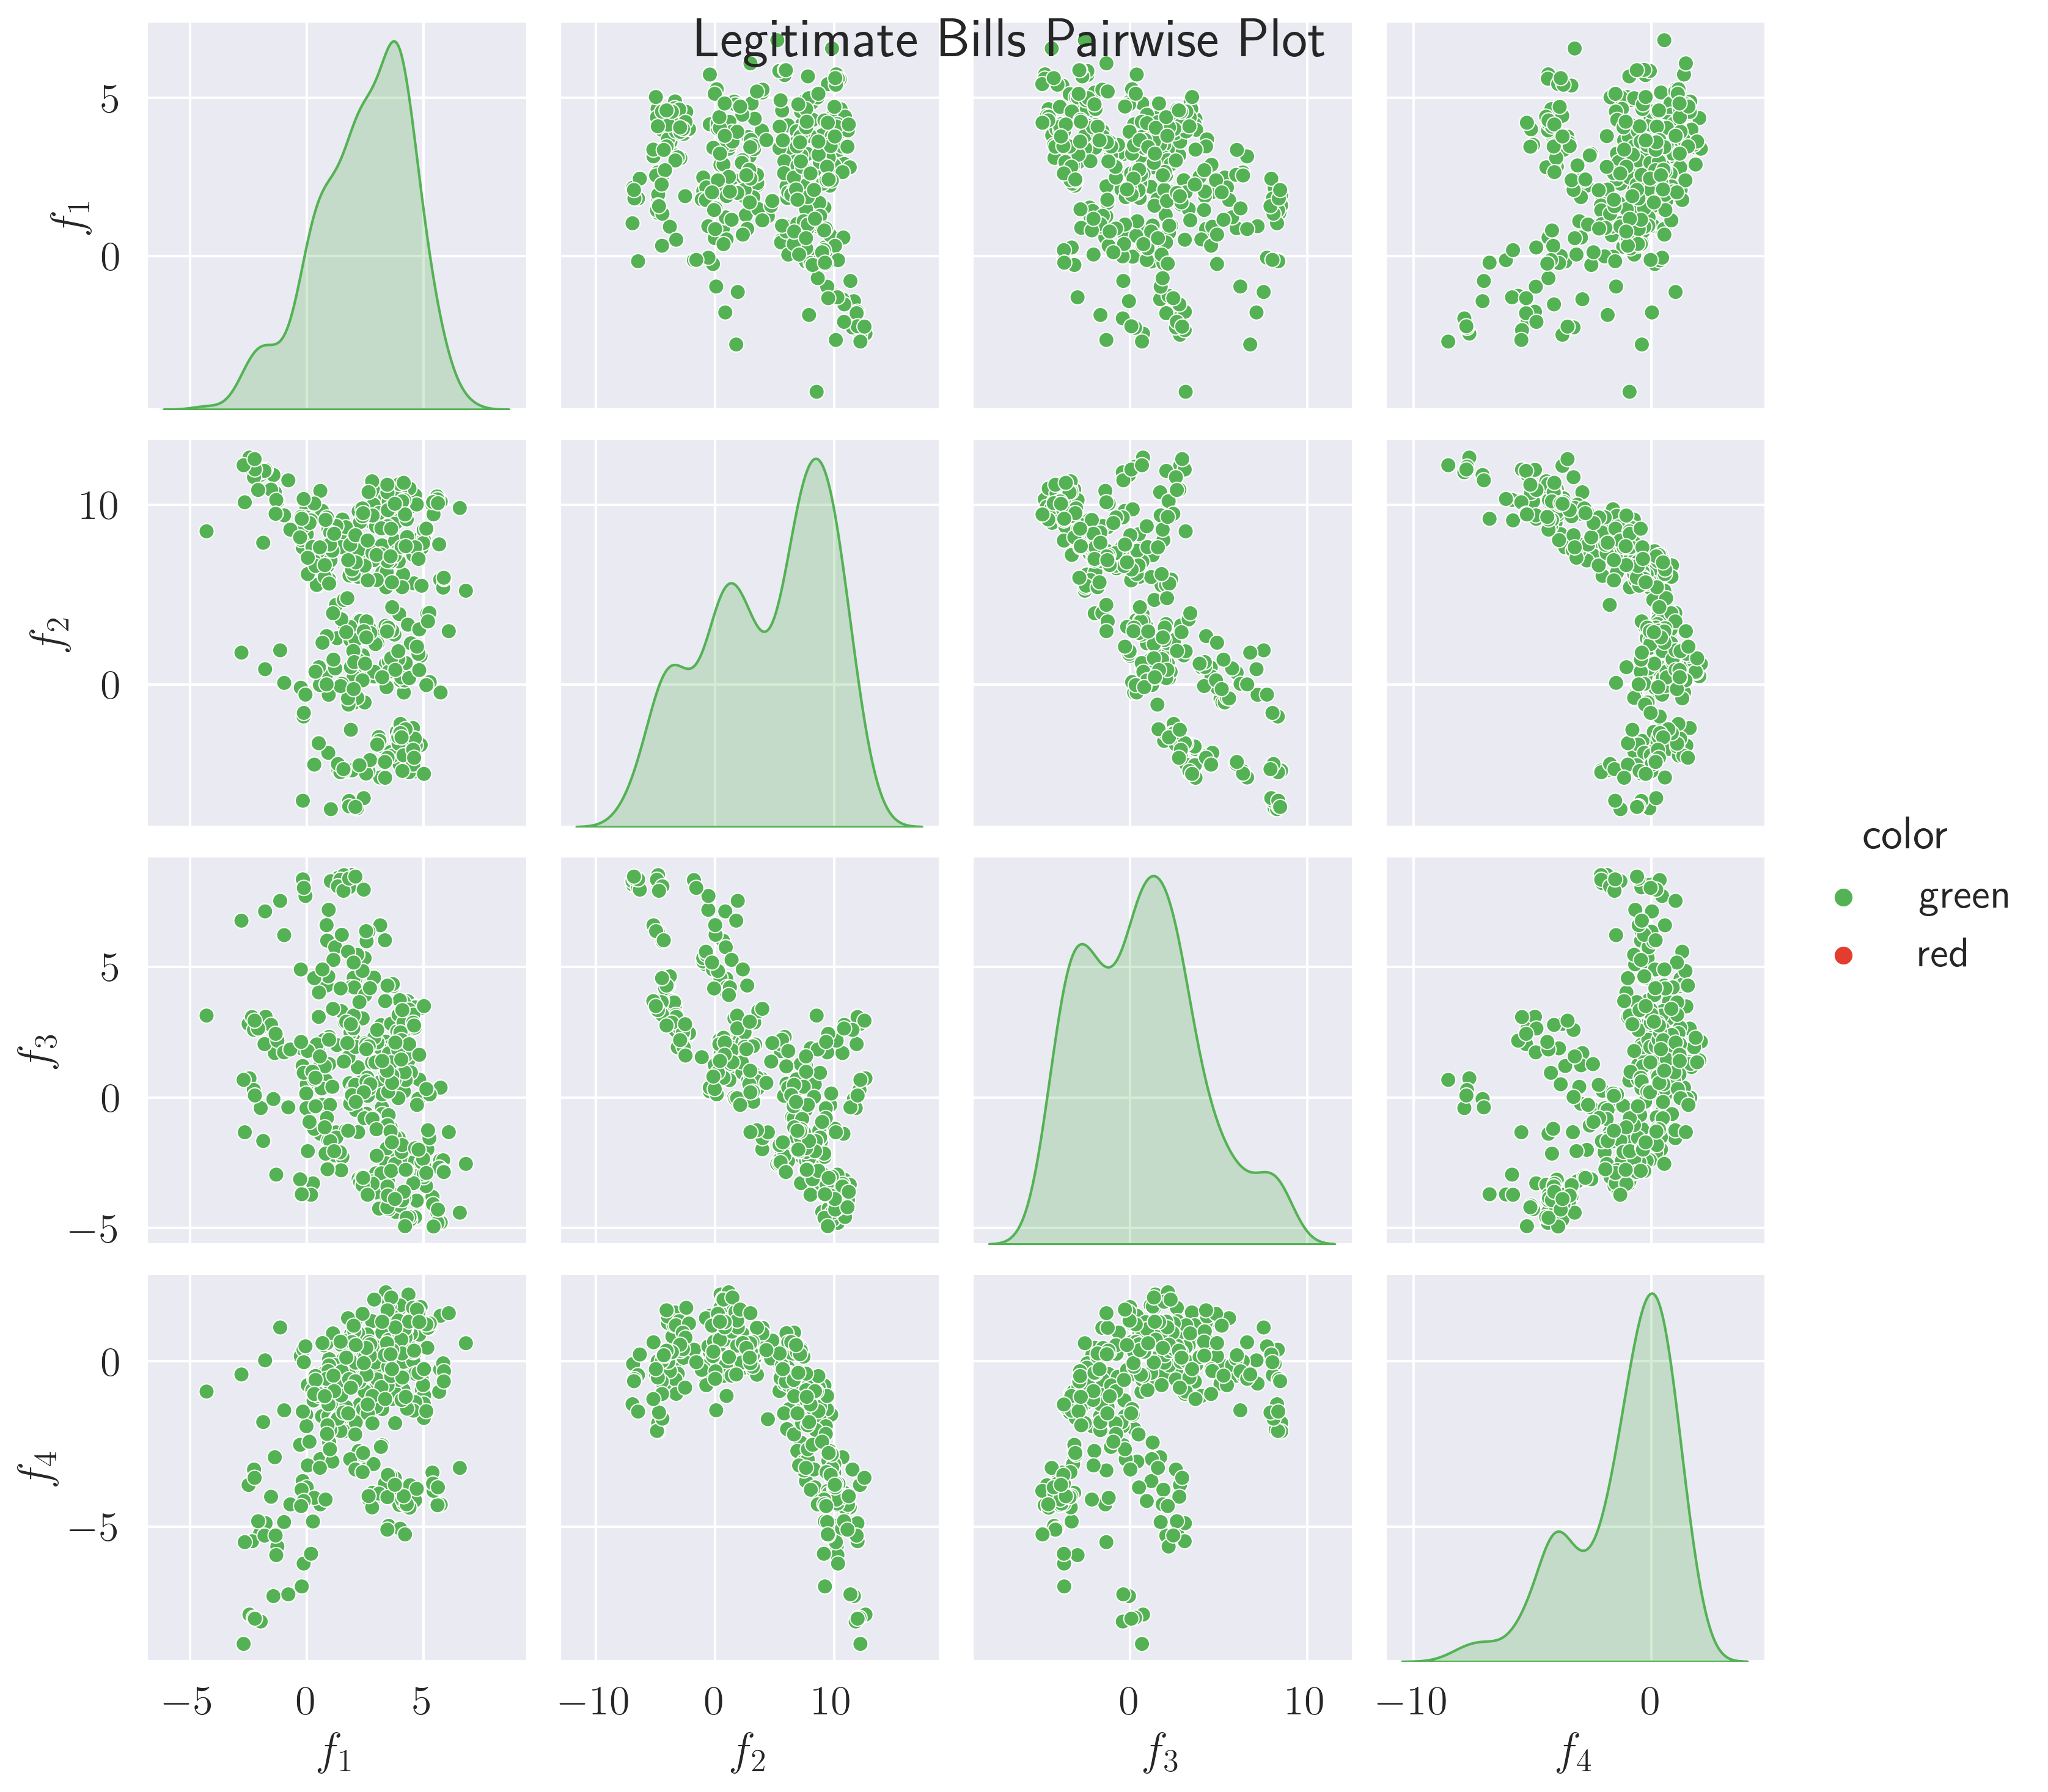 Legitimate Bills Pairwise Plot
5
0
f1
10
0
f2
5
0
−5
f3
0
−5
f4
−5 0 5
−10 0 10
0 10
−10 0
f1 f2 f3 f4
color
green
red